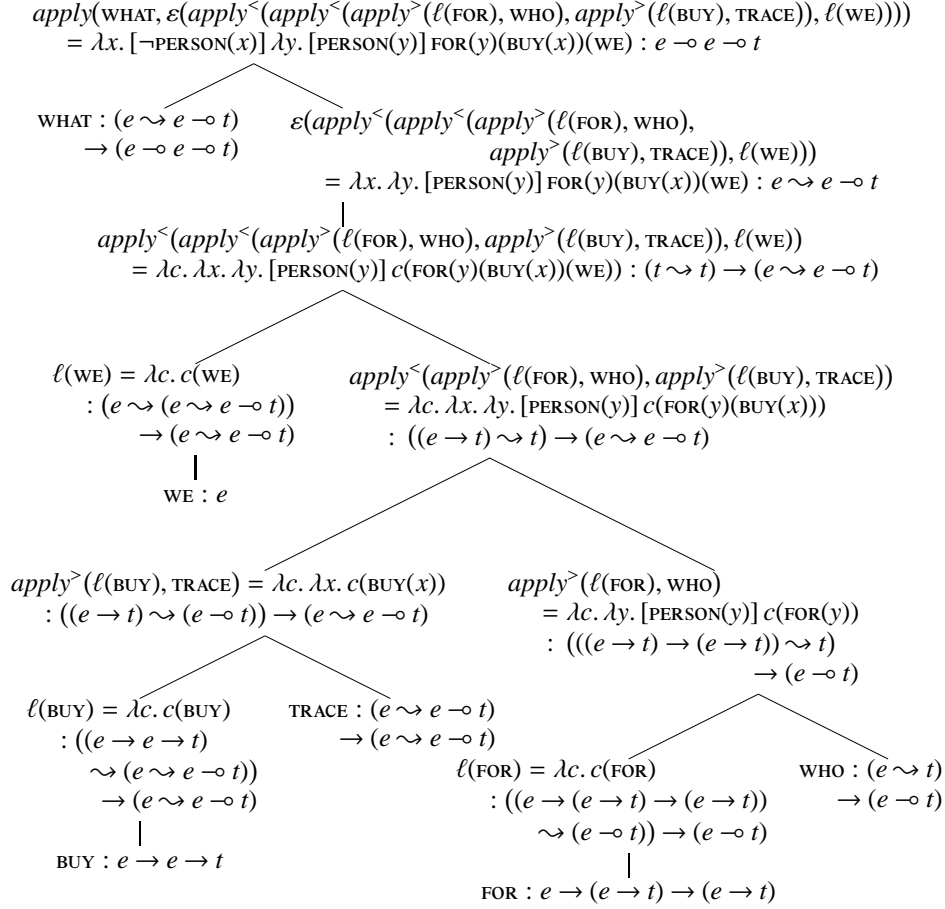 apply(WHAT, ε(apply<(apply<(apply>(ℓ(FOR), WHO), apply>(ℓ(BUY), TRACE)), ℓ(WE))))
= λx. [¬PERSON(x)] λy. [PERSON(y)] FOR(y)(BUY(x))(WE) : e ⊸ e ⊸ t
WHAT : (e ⇝ e ⊸ t)
→ (e ⊸ e ⊸ t)
ε(apply<(apply<(apply>(ℓ(FOR), WHO),
apply>(ℓ(BUY), TRACE)), ℓ(WE)))
= λx. λy. [PERSON(y)] FOR(y)(BUY(x))(WE) : e ⇝ e ⊸ t
apply<(apply<(apply>(ℓ(FOR), WHO), apply>(ℓ(BUY), TRACE)), ℓ(WE))
= λc. λx. λy. [PERSON(y)] c(FOR(y)(BUY(x))(WE)) : (t ⇝ t) → (e ⇝ e ⊸ t)
ℓ(WE) = λc. c(WE)
: (e ⇝ (e ⇝ e ⊸ t))
→ (e ⇝ e ⊸ t)
WE : e
apply<(apply>(ℓ(FOR), WHO), apply>(ℓ(BUY), TRACE))
= λc. λx. λy. [PERSON(y)] c(FOR(y)(BUY(x)))
: ((e → t) ⇝ t) → (e ⇝ e ⊸ t)
apply>(ℓ(BUY), TRACE) = λc. λx. c(BUY(x))
: ((e → t) ⇝ (e ⊸ t)) → (e ⇝ e ⊸ t)
apply>(ℓ(FOR), WHO)
= λc. λy. [PERSON(y)] c(FOR(y))
: (((e → t) → (e → t)) ⇝ t)
→ (e ⊸ t)
ℓ(BUY) = λc. c(BUY)
: ((e → e → t)
⇝ (e ⇝ e ⊸ t))
→ (e ⇝ e ⊸ t)
BUY : e → e → t
TRACE : (e ⇝ e ⊸ t)
→ (e ⇝ e ⊸ t)
ℓ(FOR) = λc. c(FOR)
: ((e → (e → t) → (e → t))
⇝ (e ⊸ t)) → (e ⊸ t)
FOR : e → (e → t) → (e → t)
WHO : (e ⇝ t)
→ (e ⊸ t)